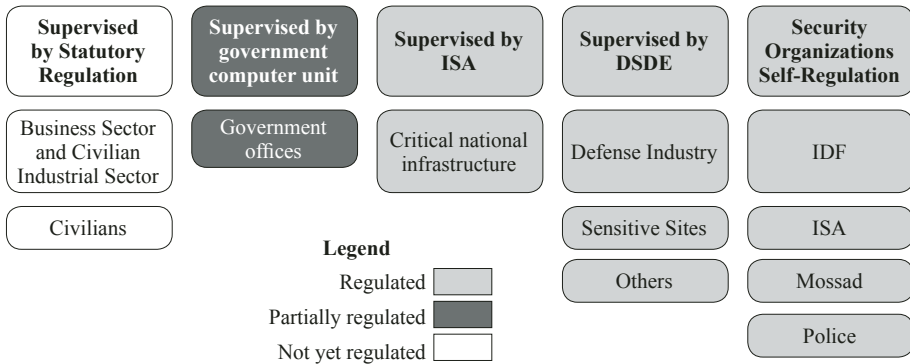 Supervised
by Statutory
Regulation
Supervised by
government
computer unit
Supervised by
ISA
Supervised by
DSDE
Security
Organizations
Self-Regulation
Business Sector
and Civilian
Industrial Sector
Government
offices
Critical national
infrastructure
Defense Industry
IDF
Civilians
Sensitive Sites
ISA
Others
Mossad
Police
Legend
Regulated
Partially regulated
Not yet regulated